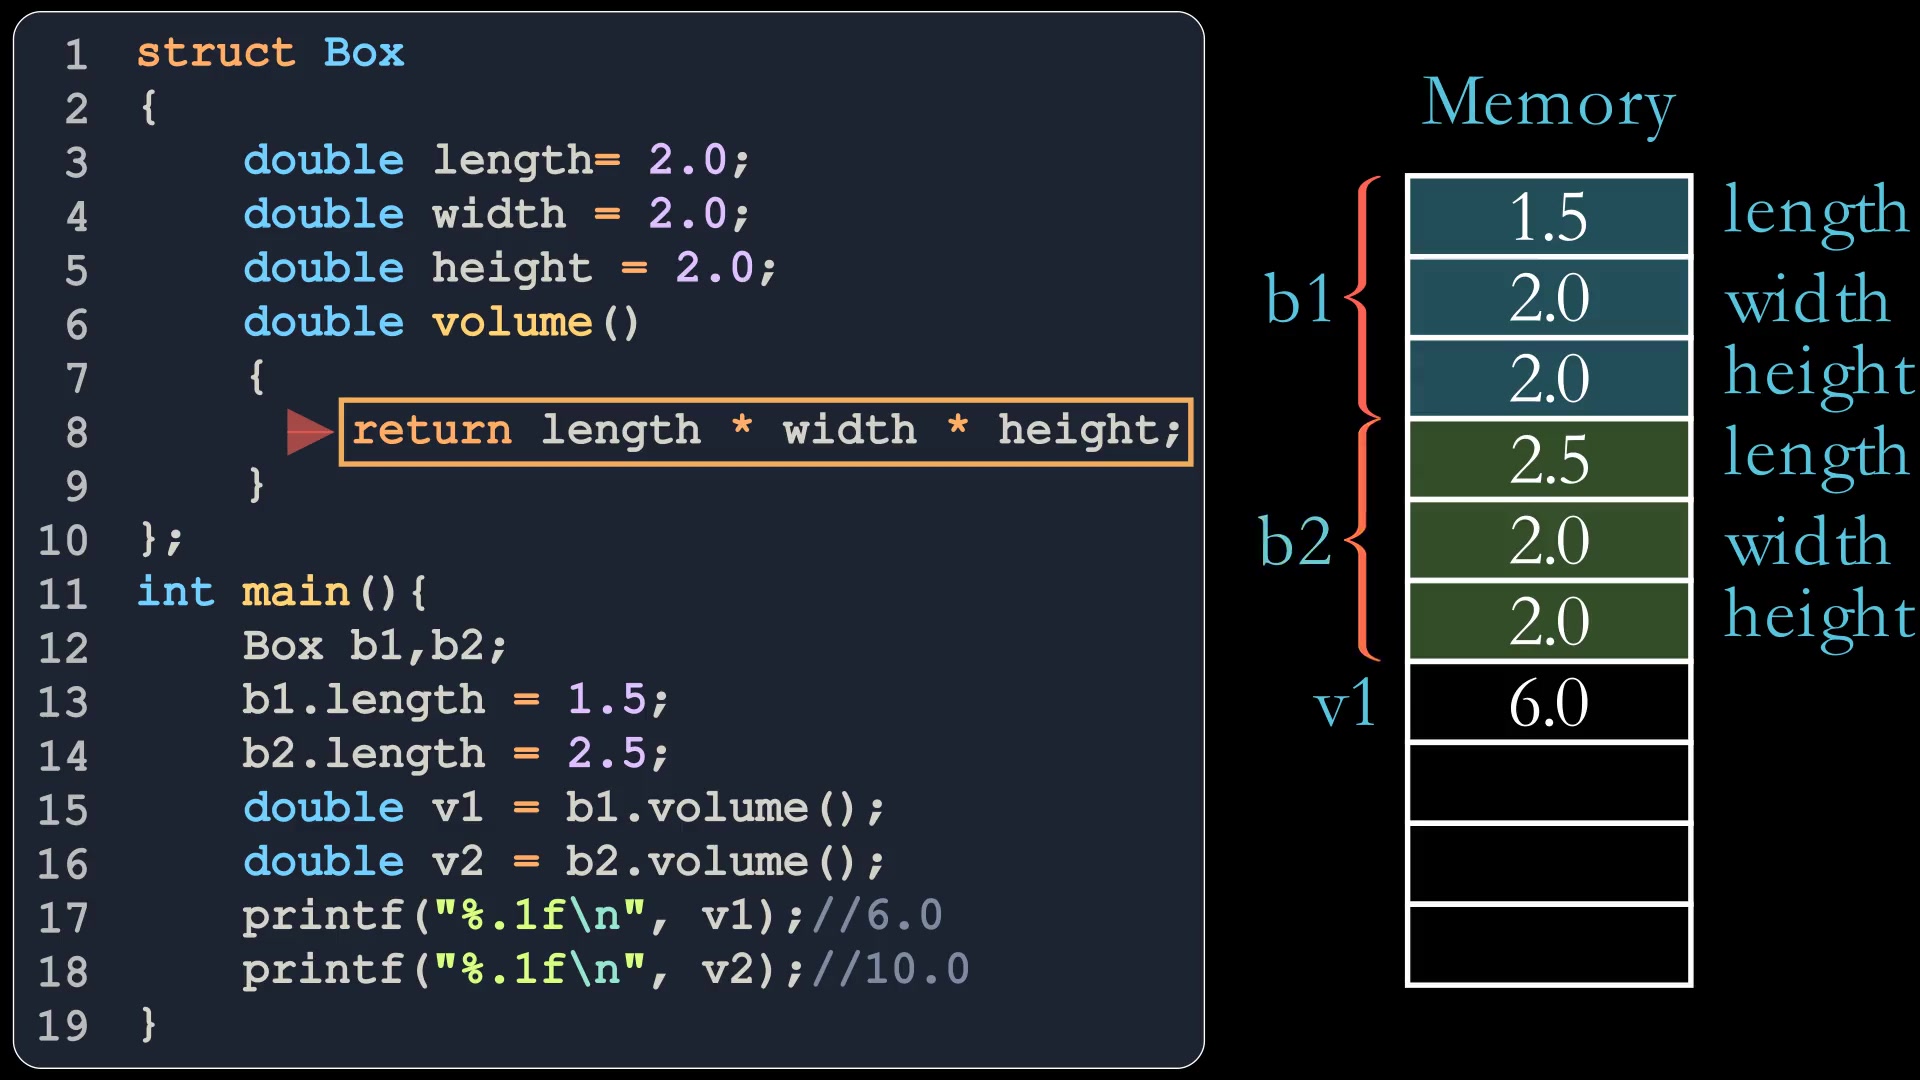 1 struct Box
2 {
3 double length= 2.0;
4 double width = 2.0;
5 double height = 2.0;
6 double volume()
7 {
8 return length * width * height;
9 }
10 };
11 int main(){
12 Box b1,b2;
13 b1.length = 1.5;
14 b2.length = 2.5;
15 double v1 = b1.volume();
16 double v2 = b2.volume();
17 printf("%.1f\n", v1);//6.0
18 printf("%.1f\n", v2);//10.0
19 }
Memory
b1
1.5 length
2.0 width
2.0 height
b2
2.5 length
2.0 width
2.0 height
v1 6.0